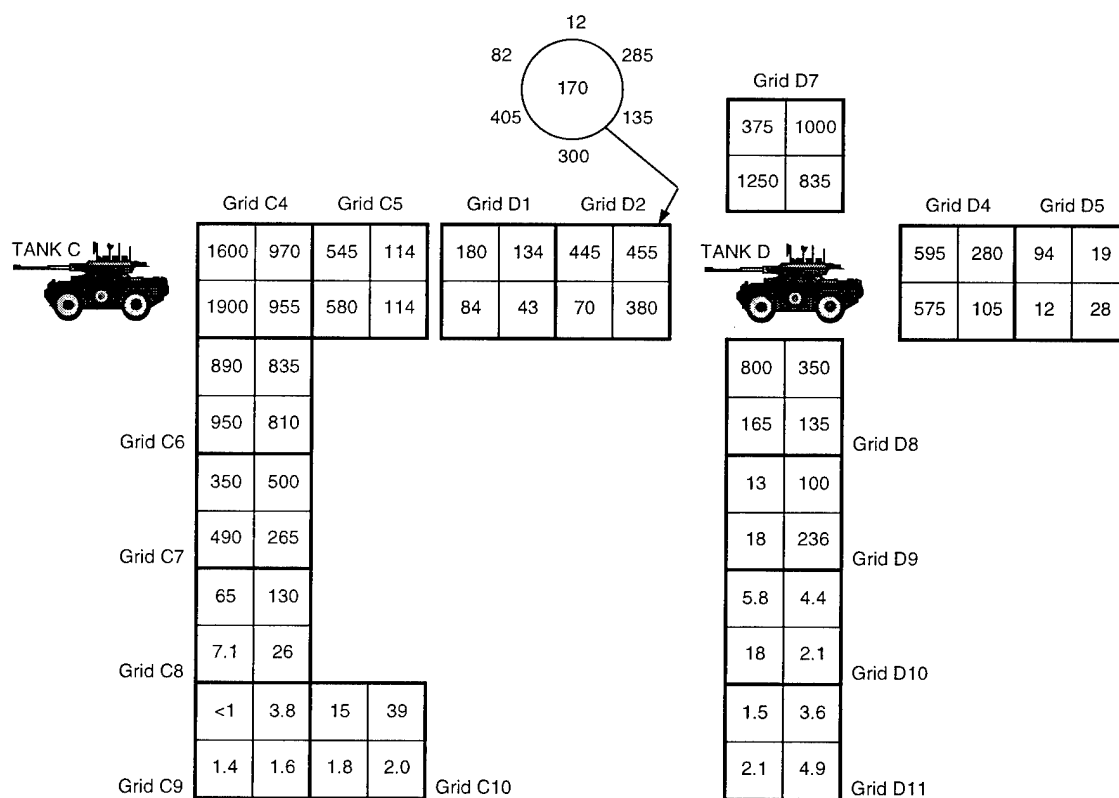 12
82 285
170
Grid D7
405 135
375 1000
300
1250 835
Grid C4 Grid C5 Grid D1 Grid D2 Grid D4 Grid D5
TANK C 1600 970 545 114 180 134 445 455 TANK D 595 280 94 19
1900 955 580 114 84 43 70 380 575 105 12 28
890 835 800 350
950 810 165 135
Grid C6 Grid D8
350 500 13 100
490 265 18 236
Grid C7 Grid D9
65 130 5.8 4.4
7.1 26 18 2.1
Grid C8 Grid D10
<1 3.8 15 39 1.5 3.6
1.4 1.6 1.8 2.0 2.1 4.9
Grid C9 Grid C10 Grid D11